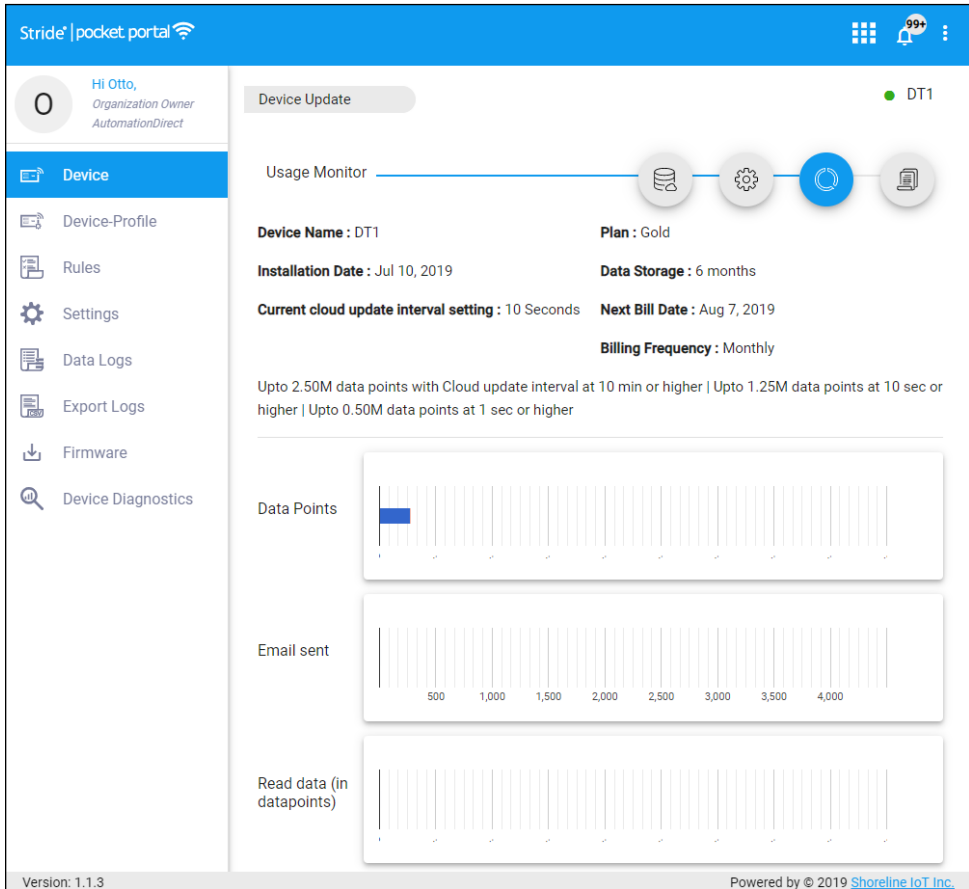 Stride® | pocket portal
99+
O
Hi Otto,
Organization Owner
AutomationDirect
Device
Device-Profile
Rules
Settings
Data Logs
Export Logs
Firmware
Device Diagnostics
Device Update
DT1
Usage Monitor
Device Name : DT1
Plan : Gold
Installation Date : Jul 10, 2019
Data Storage : 6 months
Current cloud update interval setting : 10 Seconds
Next Bill Date : Aug 7, 2019
Billing Frequency : Monthly
Upto 2.50M data points with Cloud update interval at 10 min or higher | Upto 1.25M data points at 10 sec or
higher | Upto 0.50M data points at 1 sec or higher
Data Points
Email sent
500 1,000 1,500 2,000 2,500 3,000 3,500 4,000
Read data (in
datapoints)
Version: 1.1.3
Powered by © 2019 Shoreline IoT Inc.